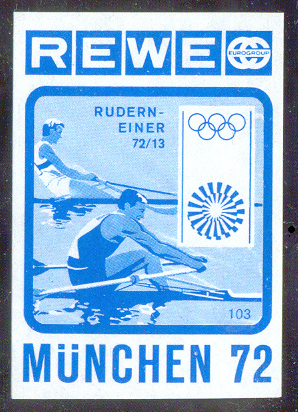 REWE
EUROGROUP
RUDERN-
EINER
72/13
103
MÜNCHEN 72